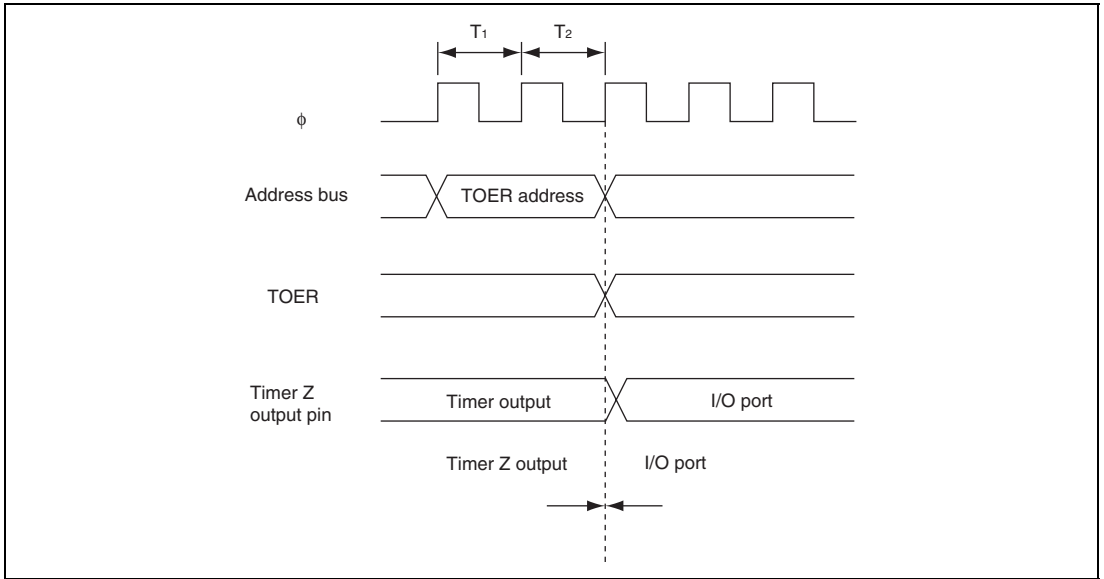 T1 T2
φ
Address bus TOER address
TOER
Timer Z
output pin Timer output I/O port
Timer Z output I/O port